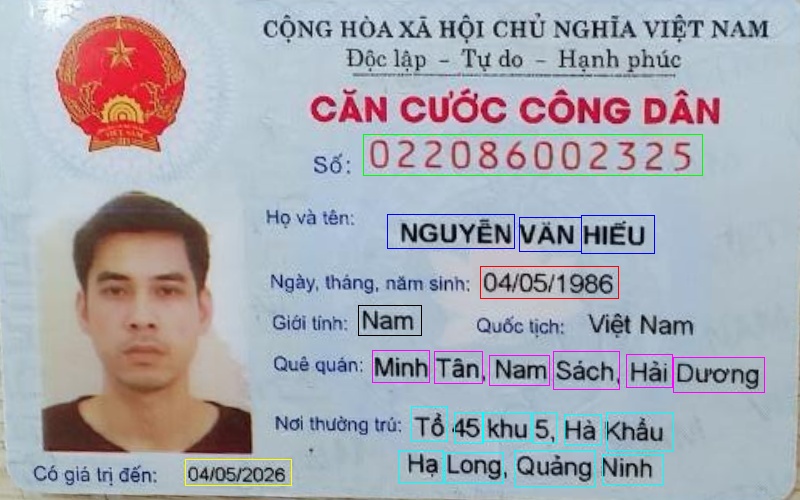 CỘNG HÒA XÃ HỘI CHỦ NGHĨA VIỆT NAM
Độc lập - Tự do - Hạnh phúc
CĂN CƯỚC CÔNG DÂN
Số: 022086002325
Họ và tên: NGUYỄN VĂN HIẾU
Ngày, tháng, năm sinh: 04/05/1986
Giới tính: Nam Quốc tịch: Việt Nam
Quê quán: Minh Tân, Nam Sách, Hải Dương
Nơi thường trú: Tổ 45 khu 5, Hà Khẩu
Hạ Long, Quảng Ninh
Có giá trị đến: 04/05/2026